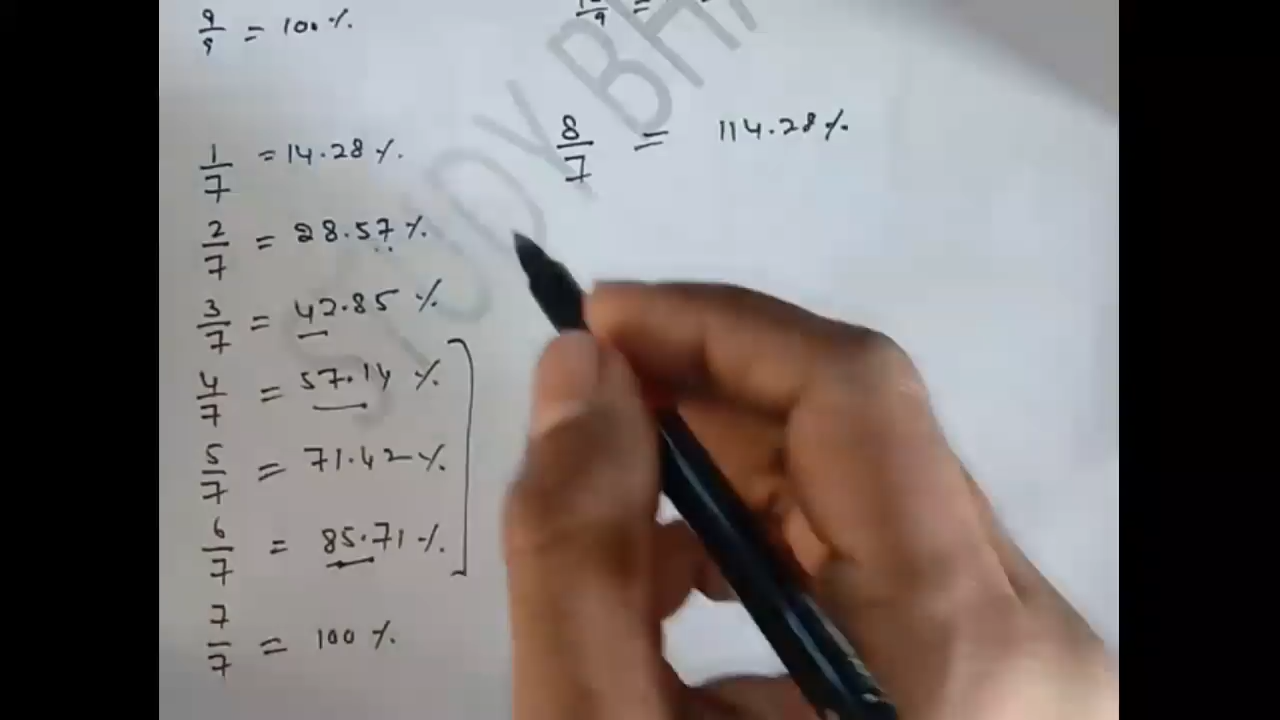 9/9 = 100%
1/7 = 14.28%
2/7 = 28.57%
3/7 = 42.85%
4/7 = 57.14%
5/7 = 71.42%
6/7 = 85.71%
7/7 = 100%
8/7 = 114.28%